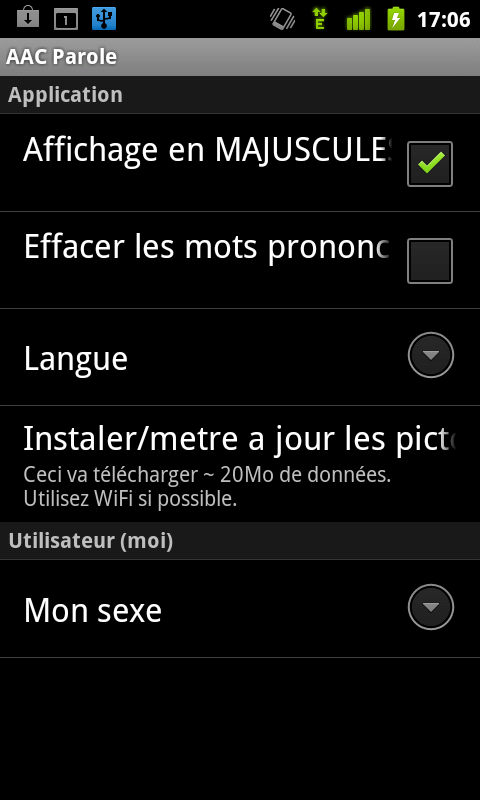 1
E
17:06
AAC Parole
Application
Affichage en MAJUSCULES
Effacer les mots prononc
Langue
Instaler/metre a jour les picto
Ceci va télécharger ~ 20Mo de données.
Utilisez WiFi si possible.
Utilisateur (moi)
Mon sexe